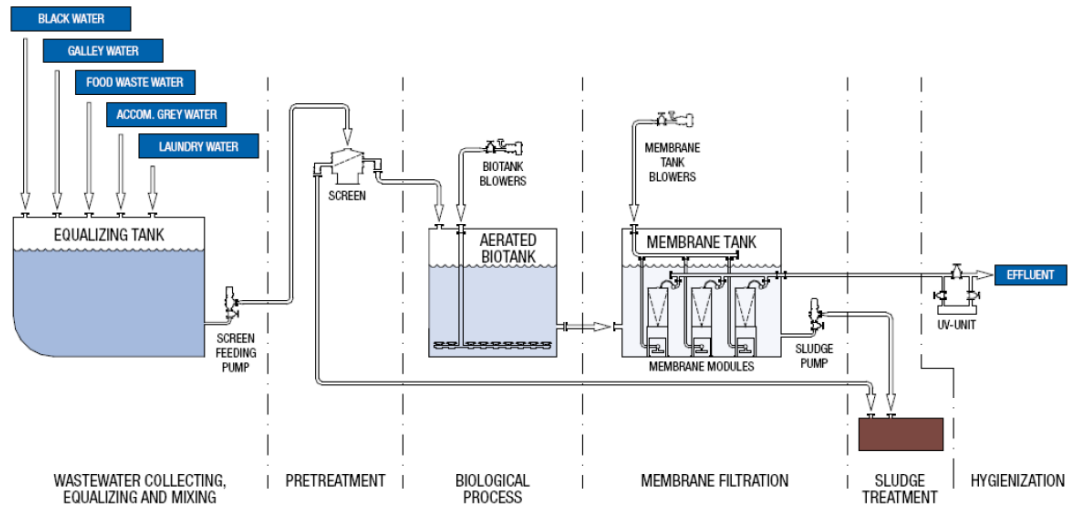 BLACK WATER
GALLEY WATER
FOOD WASTE WATER
ACCOM. GREY WATER
LAUNDRY WATER
EQUALIZING TANK
SCREEN
FEEDING
PUMP
SCREEN
BIOTANK
BLOWERS
AERATED
BIOTANK
MEMBRANE
TANK
BLOWERS
MEMBRANE TANK
MEMBRANE MODULES
SLUDGE
PUMP
EFFLUENT
UV-UNIT
WASTEWATER COLLECTING,
EQUALIZING AND MIXING
PRETREATMENT
BIOLOGICAL
PROCESS
MEMBRANE FILTRATION
SLUDGE
TREATMENT
HYGIENIZATION